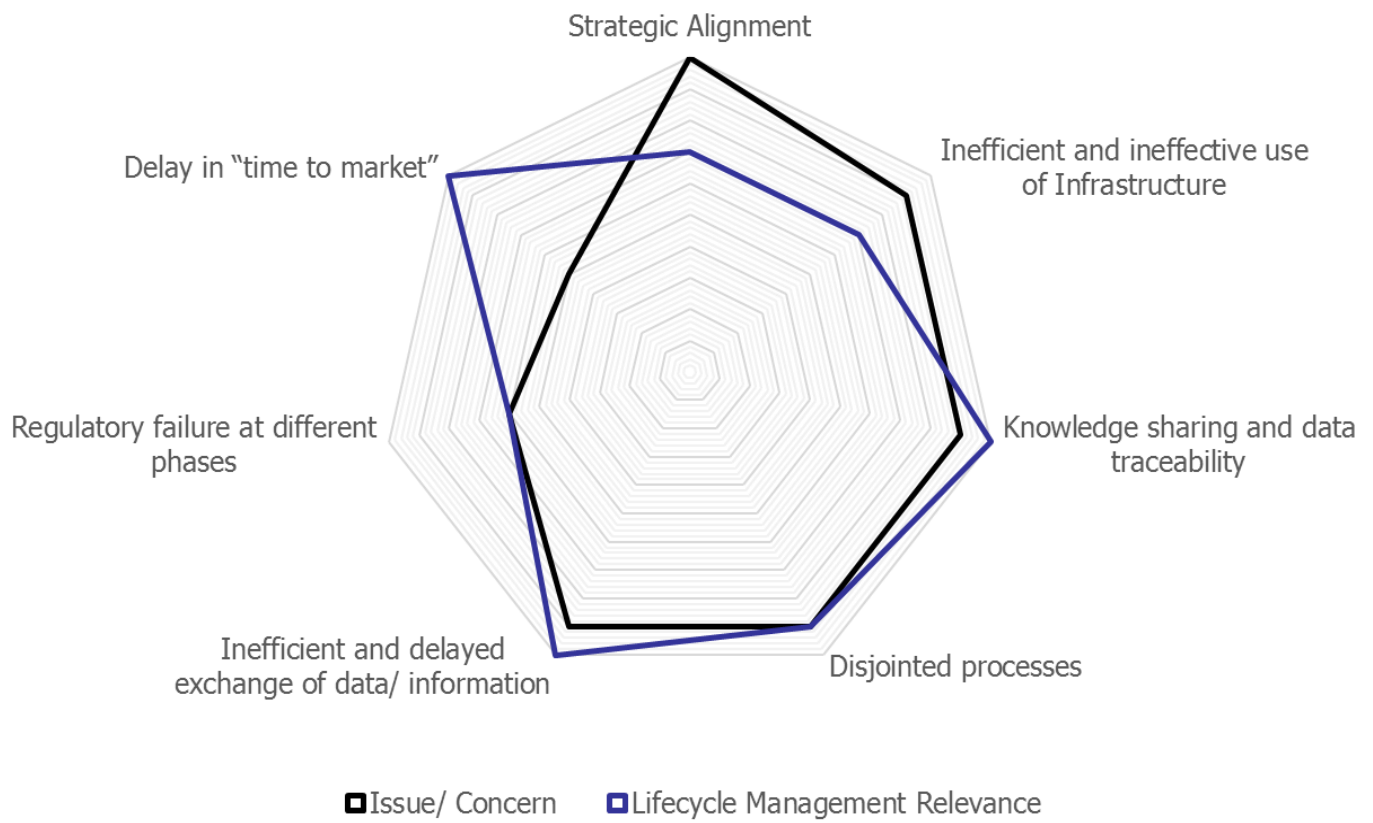 Strategic Alignment
Delay in “time to market”
Inefficient and ineffective use
of Infrastructure
Regulatory failure at different
phases
Knowledge sharing and data
traceability
Inefficient and delayed
exchange of data/ information
Disjointed processes
Issue/ Concern
Lifecycle Management Relevance